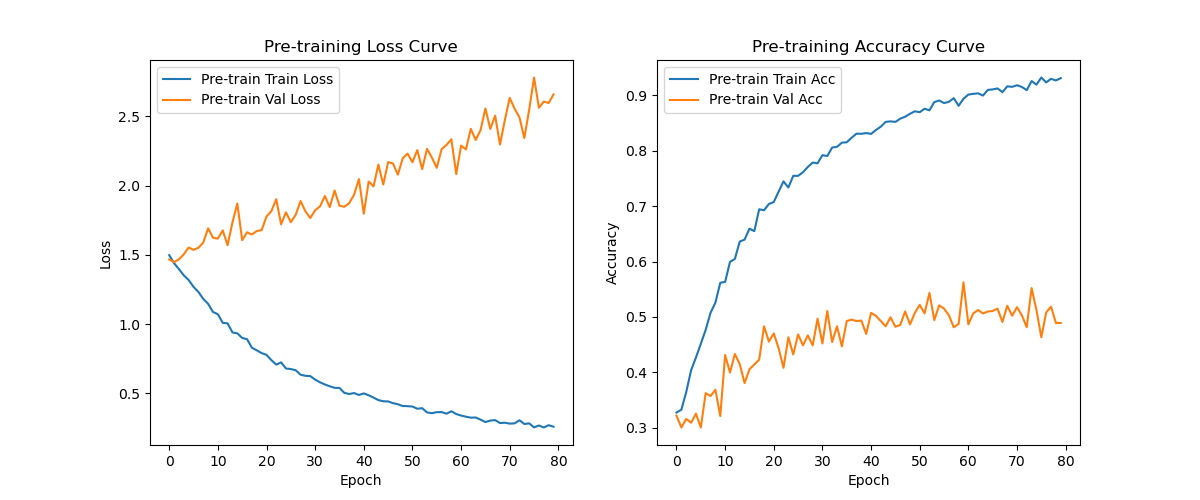 Pre-training Loss Curve
Pre-train Train Loss
Pre-train Val Loss
2.5
2.0
1.5
1.0
0.5
Loss
0 10 20 30 40 50 60 70 80
Epoch
Pre-training Accuracy Curve
Pre-train Train Acc
Pre-train Val Acc
0.9
0.8
0.7
0.6
0.5
0.4
0.3
Accuracy
0 10 20 30 40 50 60 70 80
Epoch